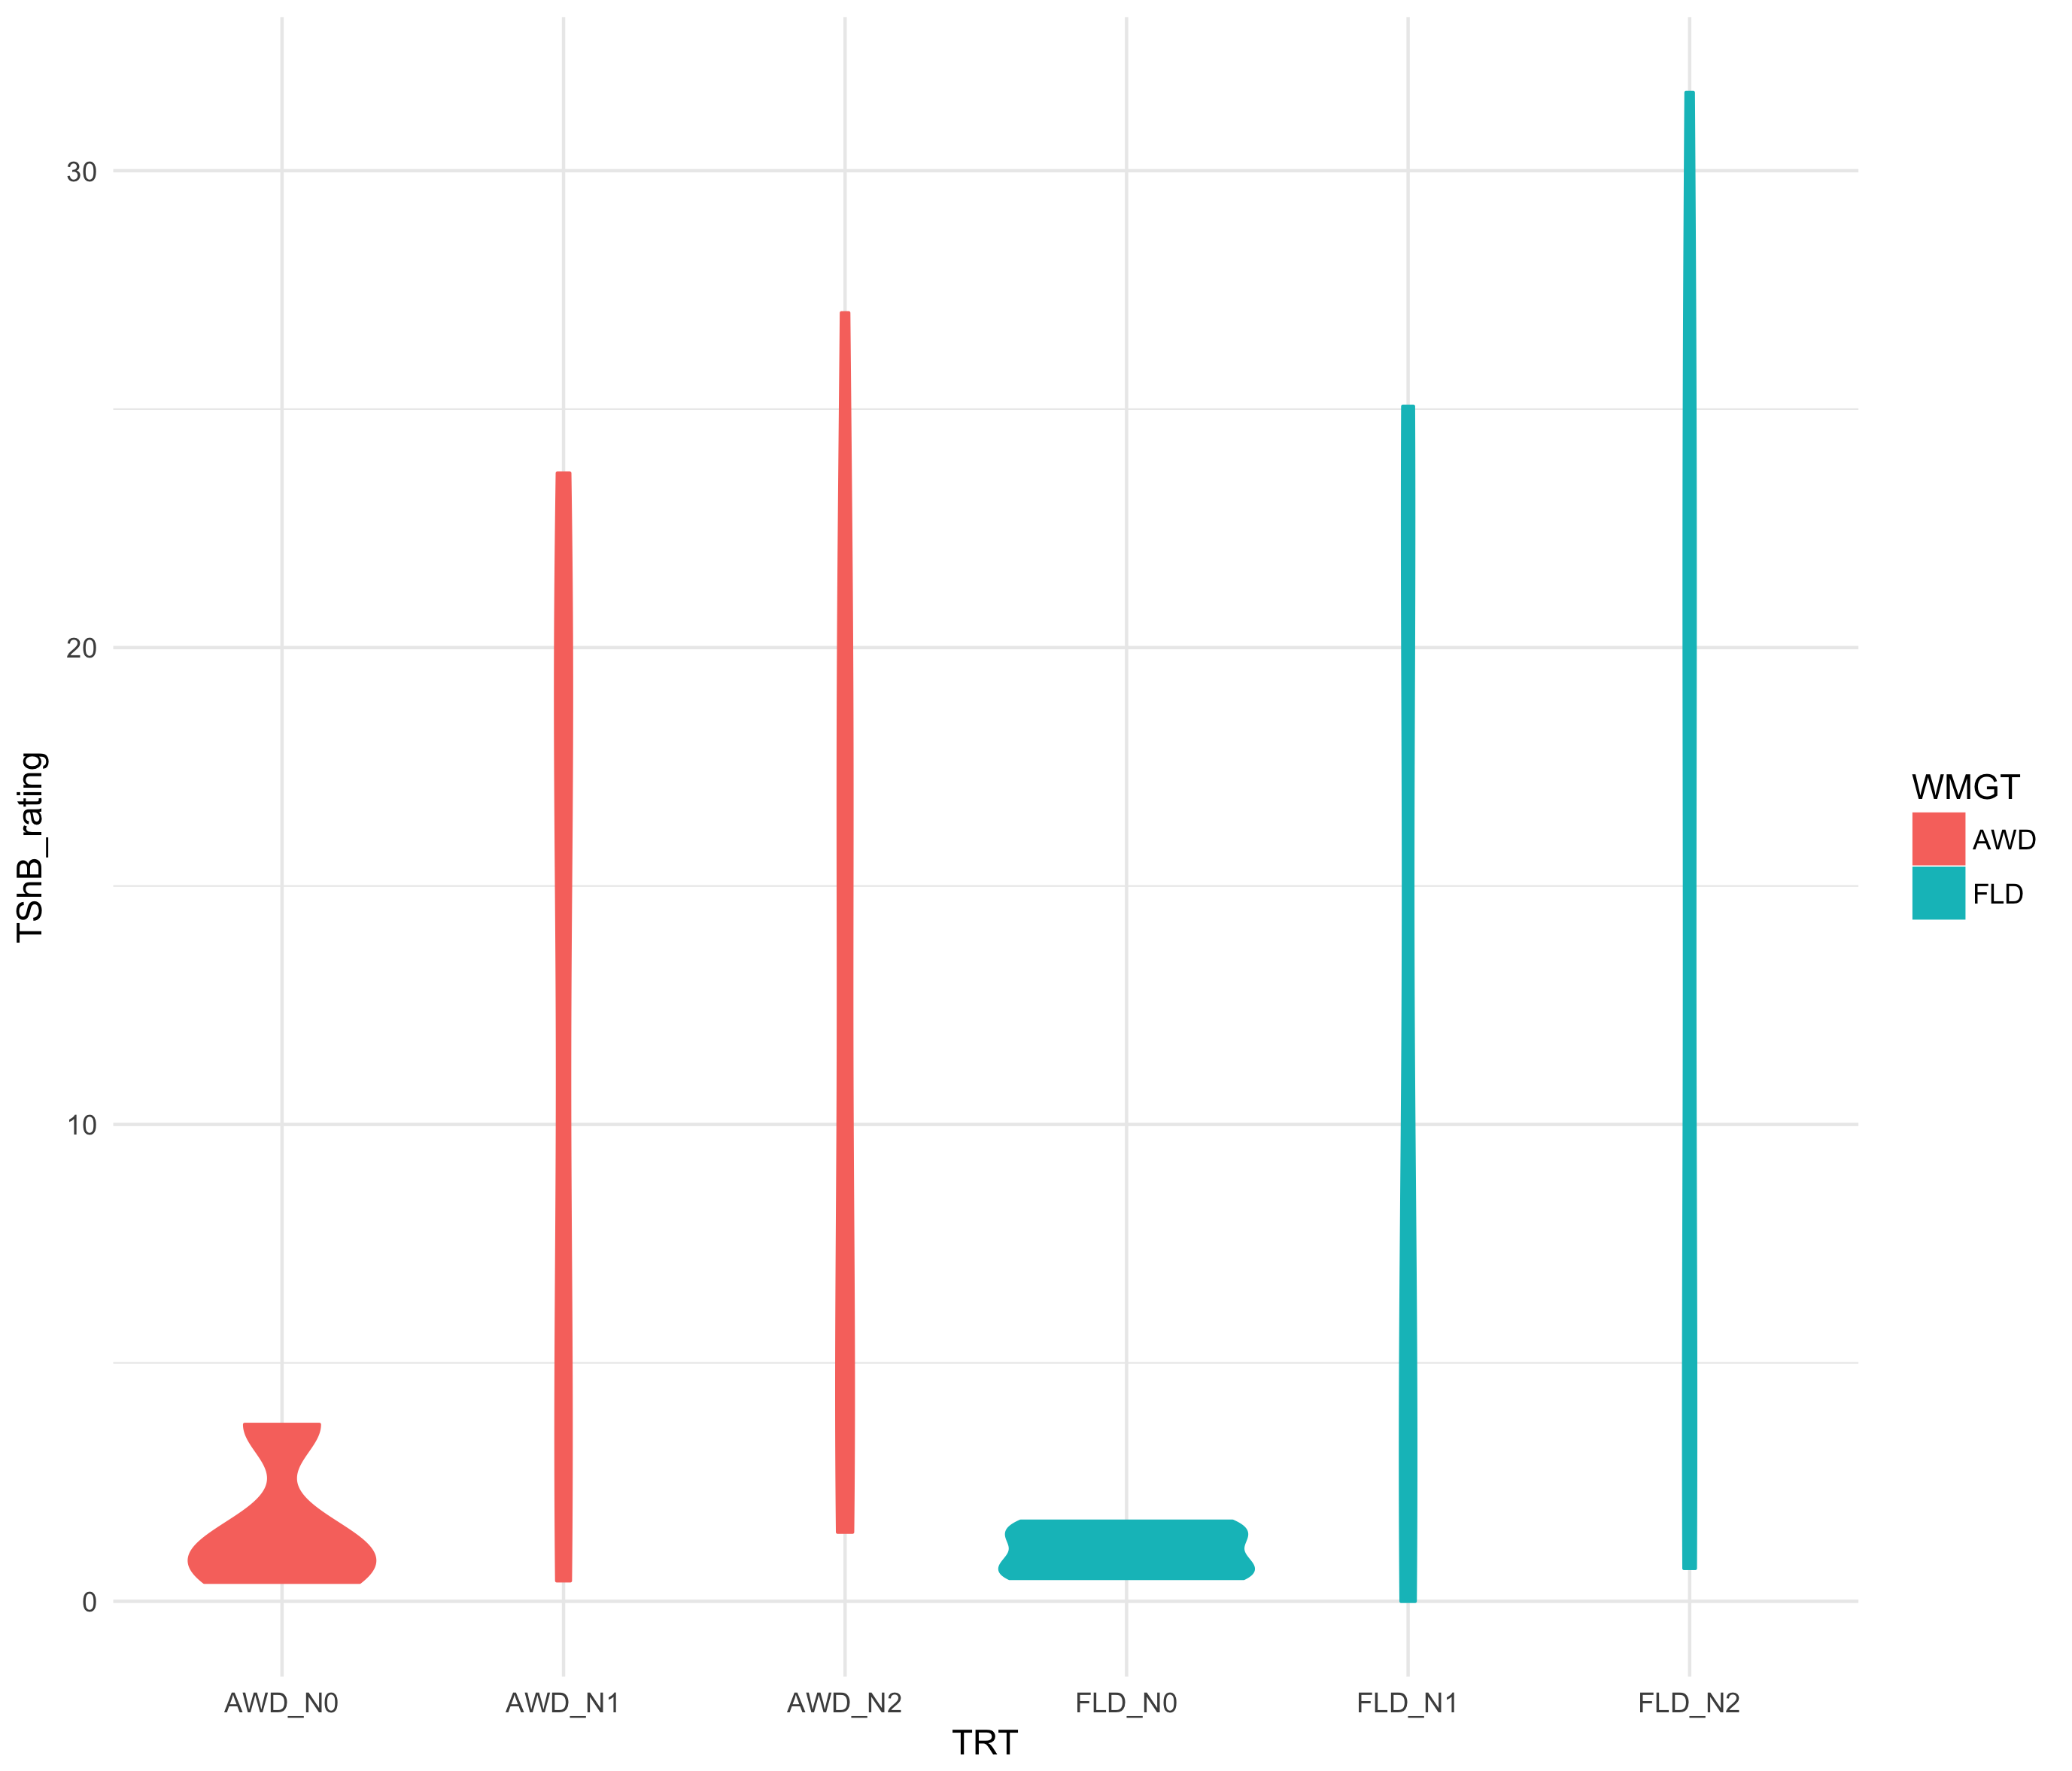 30
20
10
0
TShB_rating
AWD_N0
AWD_N1
AWD_N2
FLD_N0
FLD_N1
FLD_N2
TRT
WMGT
AWD
FLD